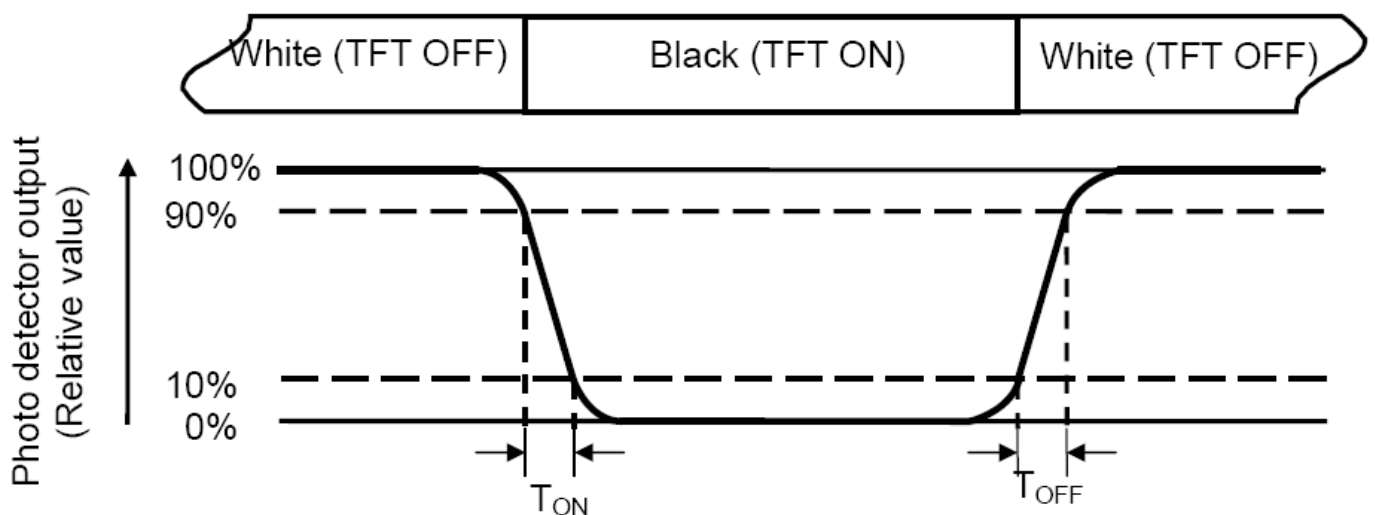 White (TFT OFF)
Black (TFT ON)
White (TFT OFF)
Photo detector output
(Relative value)
100%
90%
10%
0%
TON
TOFF